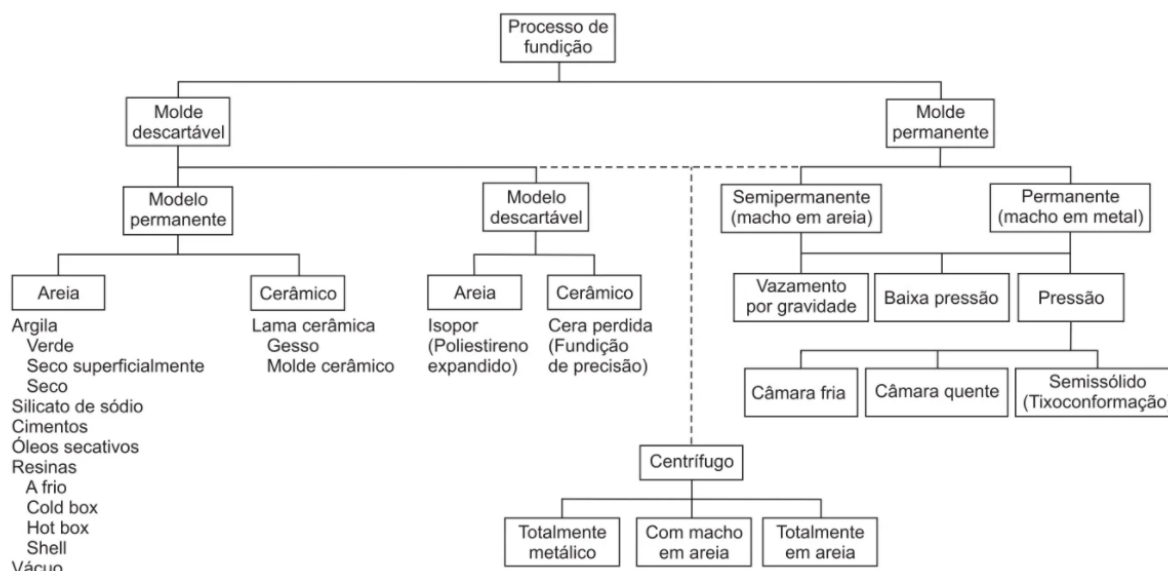 Processo de
fundição
Molde
descartável
Molde
permanente
Modelo
permanente
Modelo
descartável
Semipermanente
(macho em areia)
Permanente
(macho em metal)
Areia
Cerâmico
Areia
Cerâmico
Vazamento
por gravidade
Baixa pressão
Pressão
Argila
Verde
Seco superficialmente
Seco
Silicato de sódio
Cimentos
Óleos secativos
Resinas
A frio
Cold box
Hot box
Shell
Vácuo
Lama cerâmica
Gesso
Molde cerâmico
Isopor
(Poliestireno
expandido)
Cera perdida
(Fundição
de precisão)
Câmara fria
Câmara quente
Semissólido
(Tixoconformação)
Centrífugo
Totalmente
metálico
Com macho
em areia
Totalmente
em areia